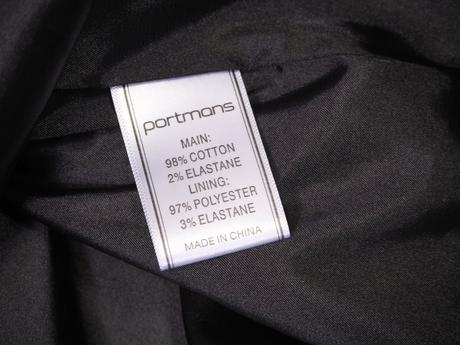 portmans
MAIN:
98% COTTON
2% ELASTANE
LINING:
97% POLYESTER
3% ELASTANE
MADE IN CHINA